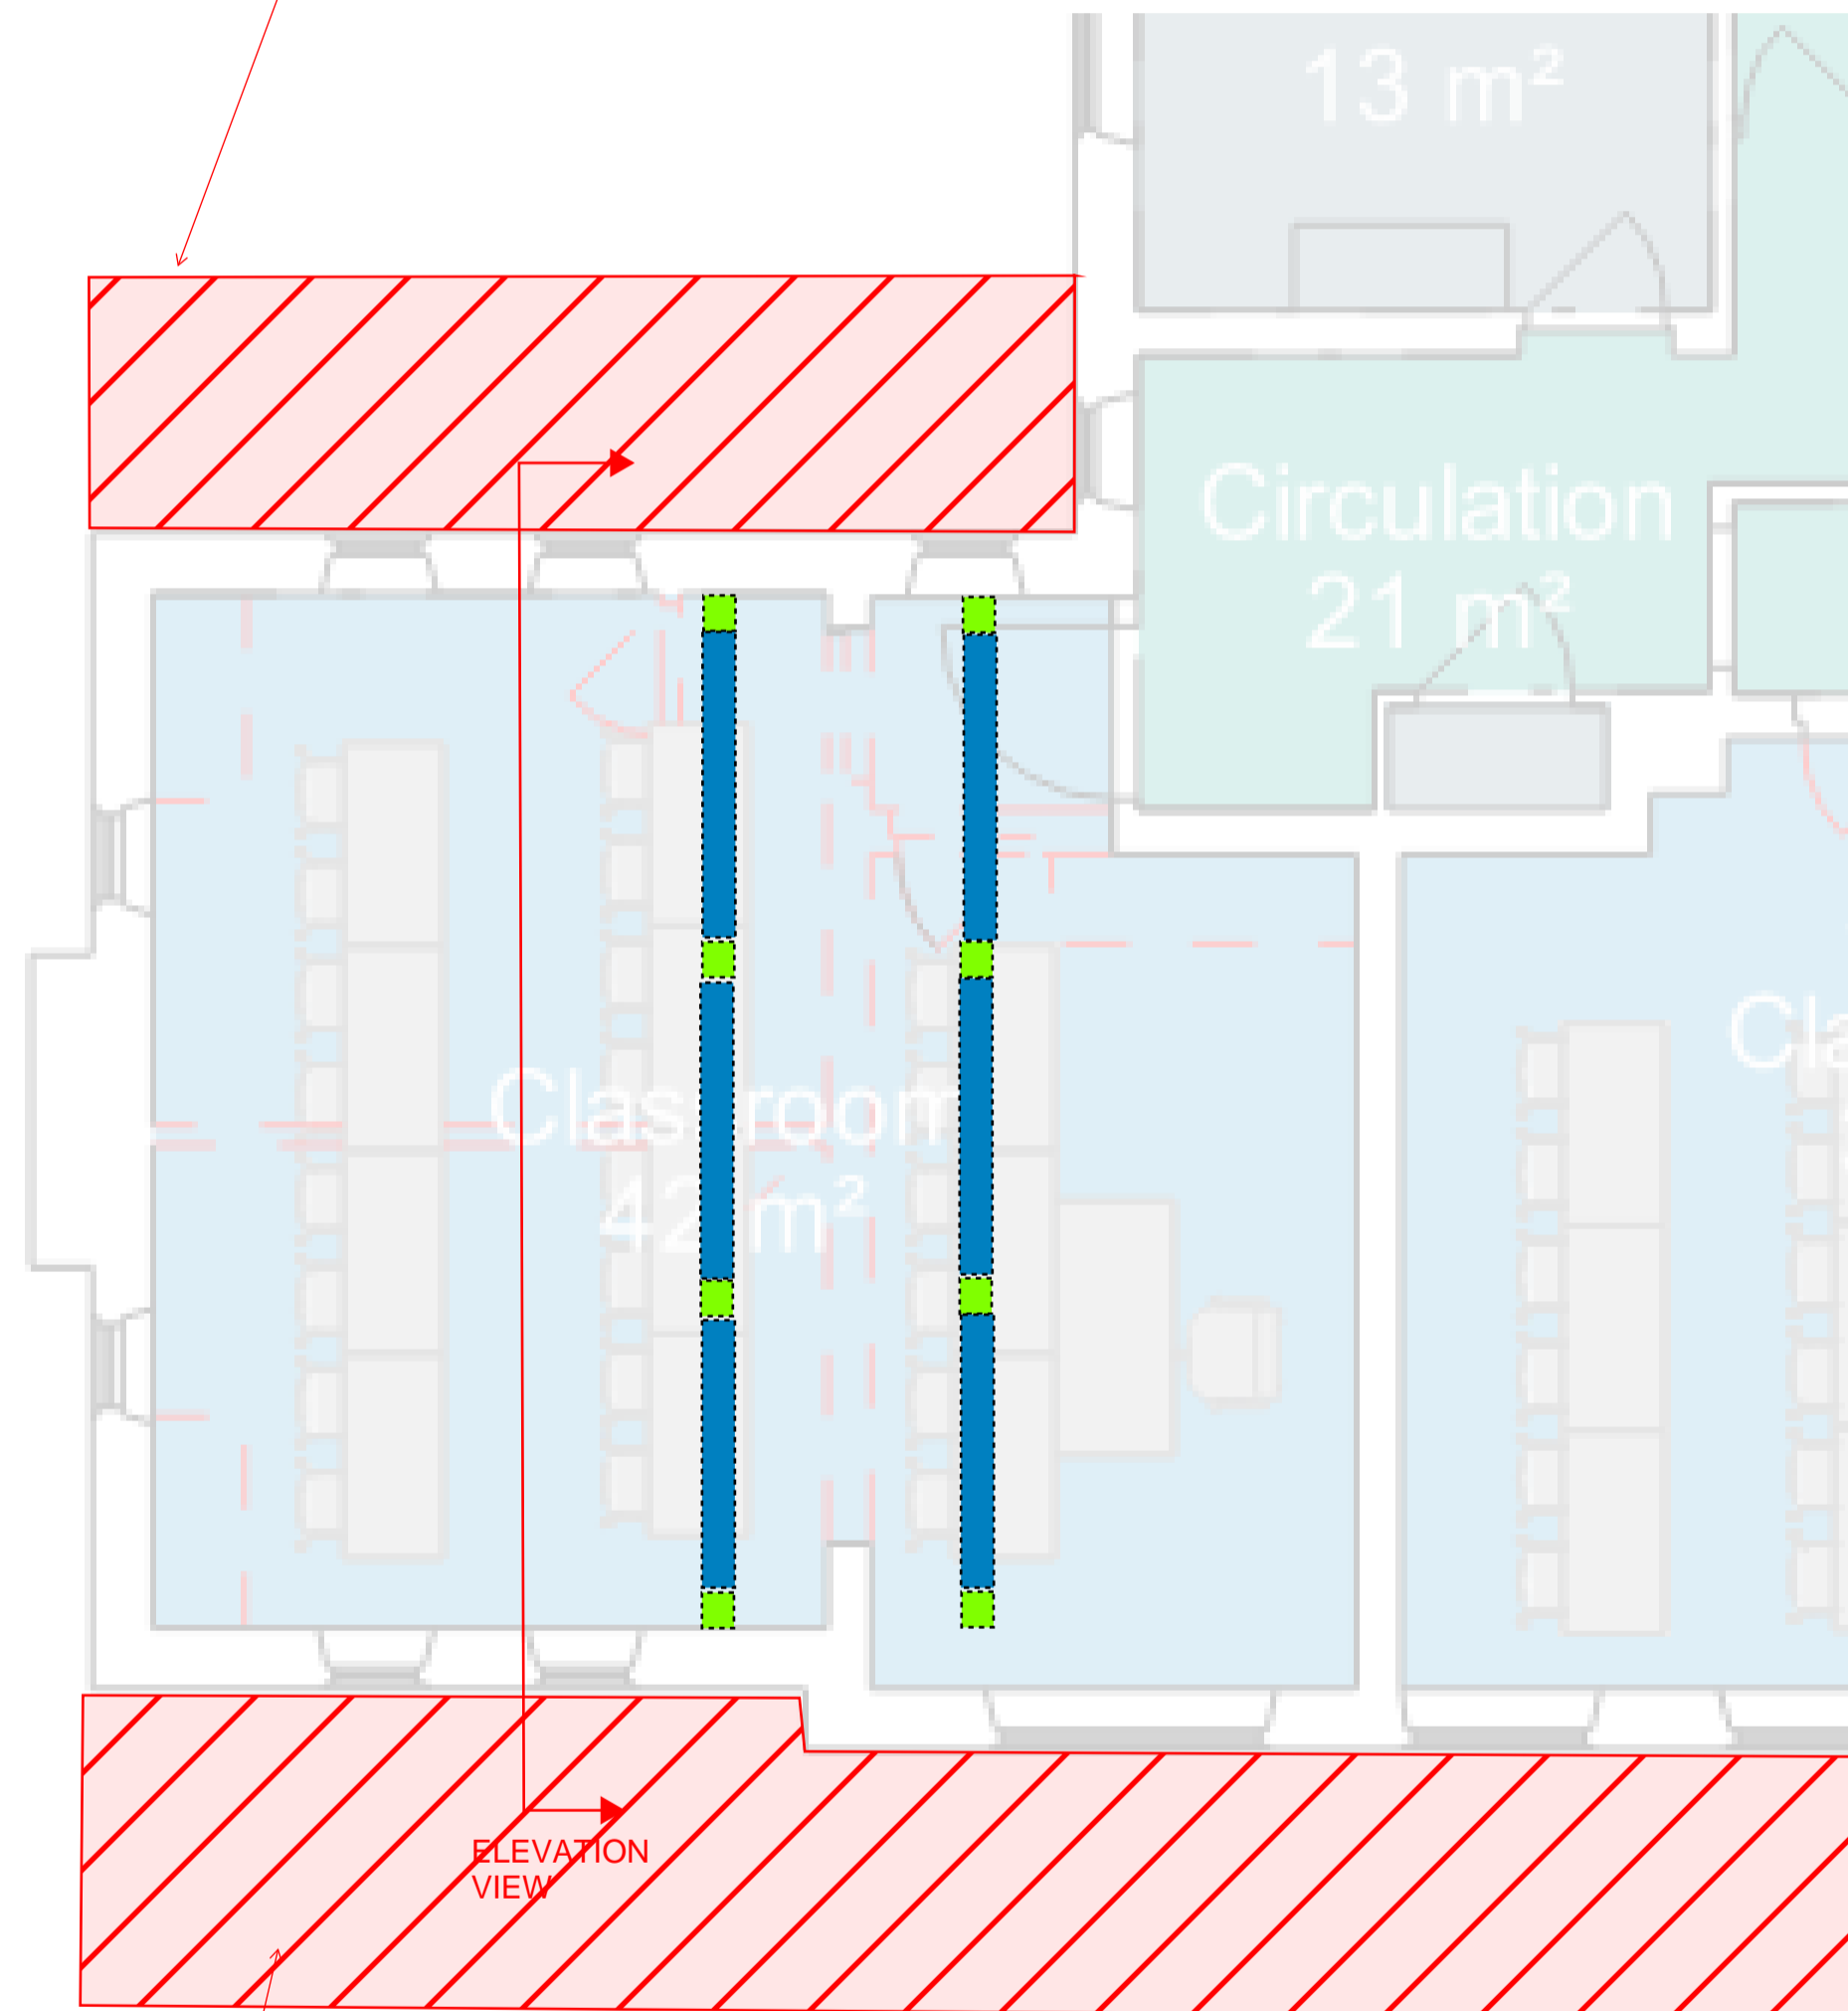 13 m²
Circulation
21 m²
Classroom
42 m²
Cla
ELEVATION
VIEW